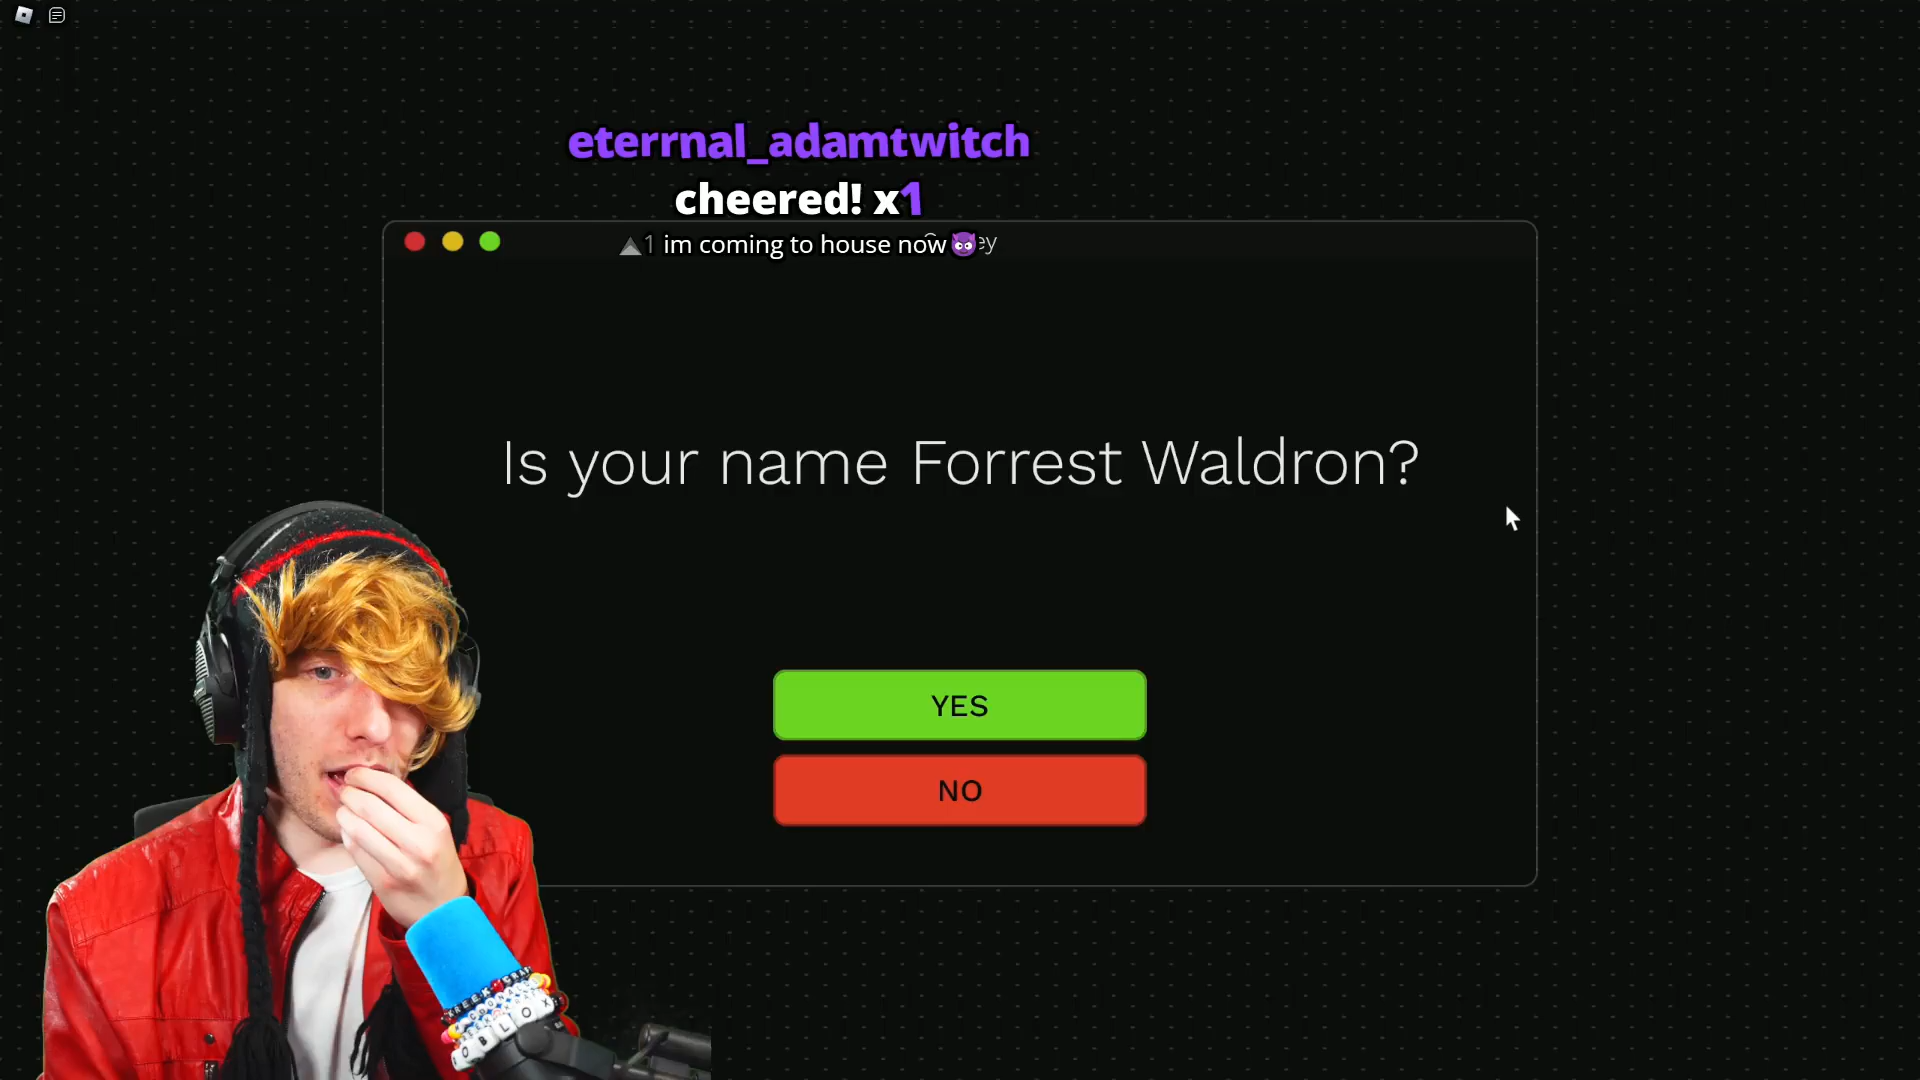 eterrnal_adamtwitch
cheered! x1
1 im coming to house now
Is your name Forrest Waldron?
YES
NO